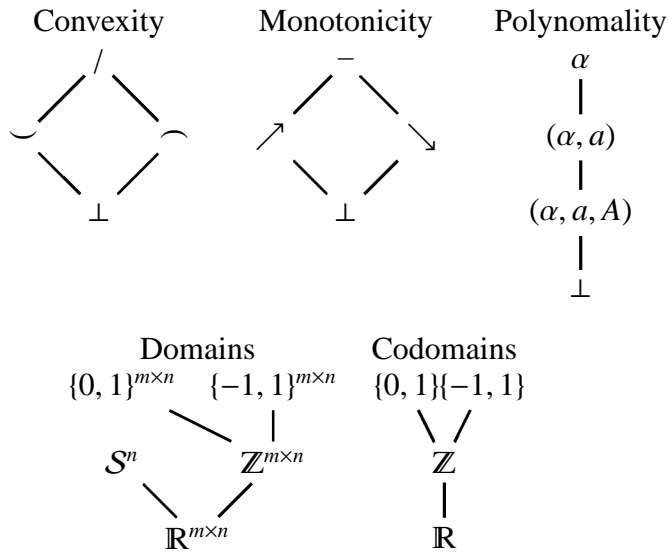 Convexity Monotonicity Polynomality
/ − α
⌣ ⌢ ↗ ↘ (α, a)
⊥ ⊥ (α, a, A)
⊥
Domains Codomains
{0, 1}^{m×n} {−1, 1}^{m×n} {0, 1}{−1, 1}
𝒮^n ℤ^{m×n} ℤ
ℝ^{m×n} ℝ